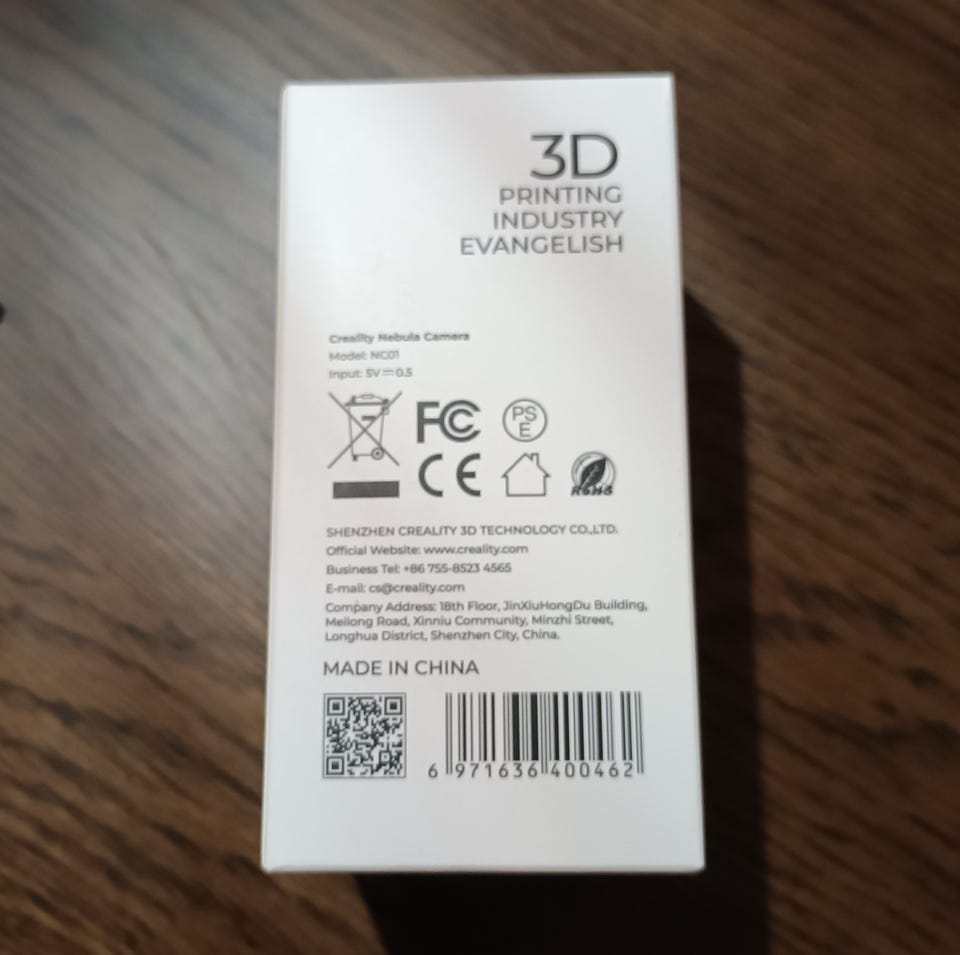 3D
PRINTING
INDUSTRY
EVANGELISH
Creality Nebula Camera
Model: NC01
Input: 5V⎓0.5
FC
PS
E
CE
RoHS
SHENZHEN CREALITY 3D TECHNOLOGY CO.,LTD.
Official Website: www.creality.com
Business Tel: +86 755-8523 4565
E-mail: cs@creality.com
Company Address: 18th Floor, JinXiuHongDu Building,
Meilong Road, Xinniu Community, Minzhi Street,
Longhua District, Shenzhen City, China.
MADE IN CHINA
6 971636 400462